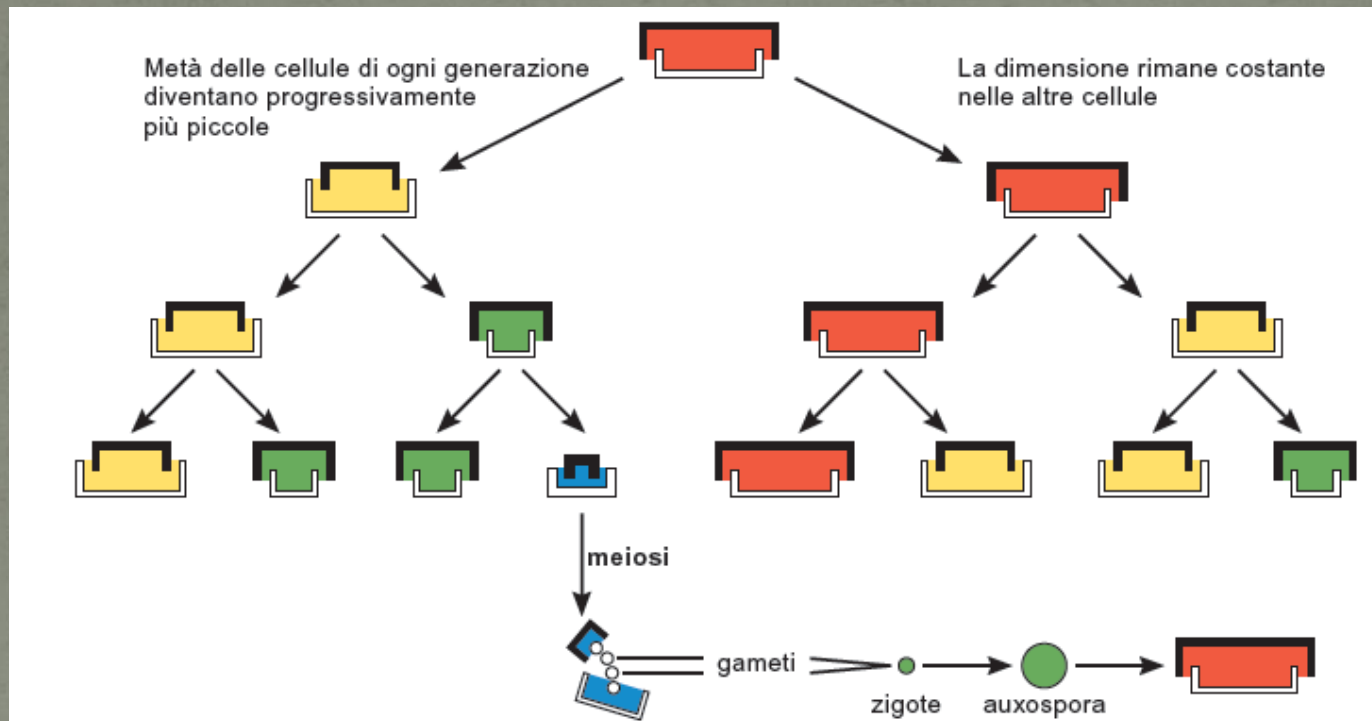 Metà delle cellule di ogni generazione
diventano progressivamente
più piccole
La dimensione rimane costante
nelle altre cellule
meiosi
gameti
zigote
auxospora